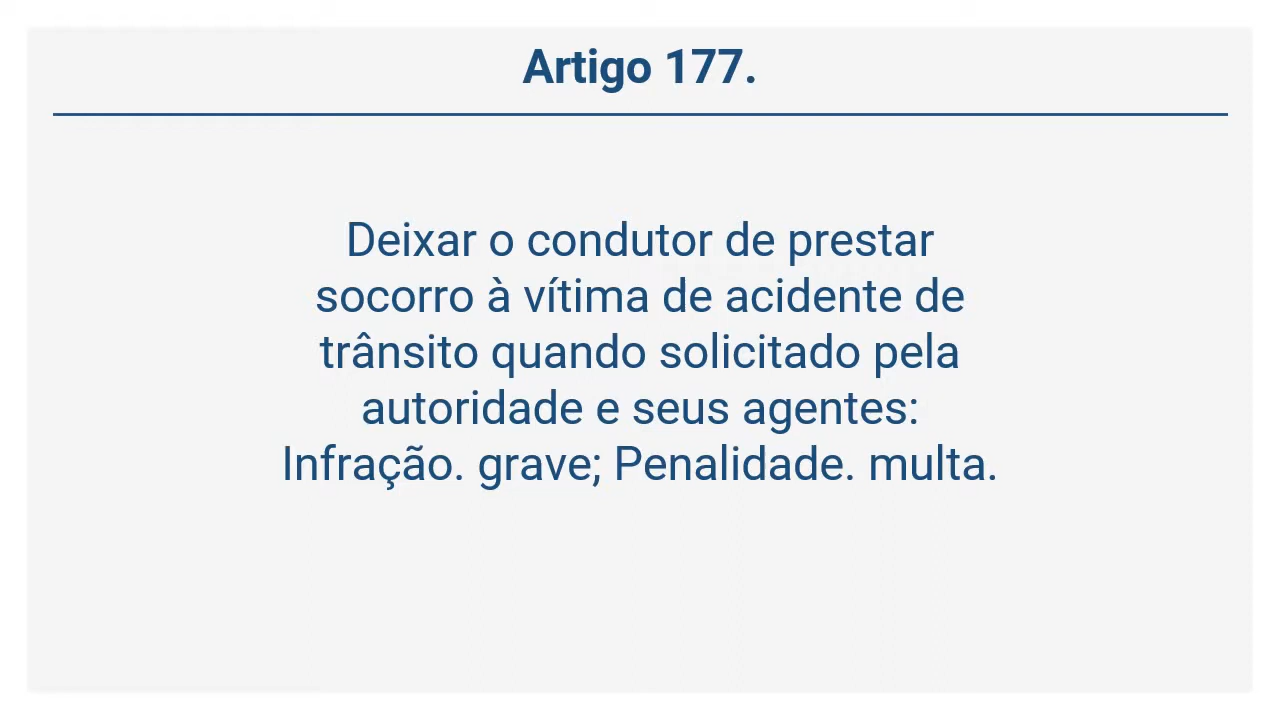 Artigo 177.
Deixar o condutor de prestar
socorro à vítima de acidente de
trânsito quando solicitado pela
autoridade e seus agentes:
Infração. grave; Penalidade. multa.